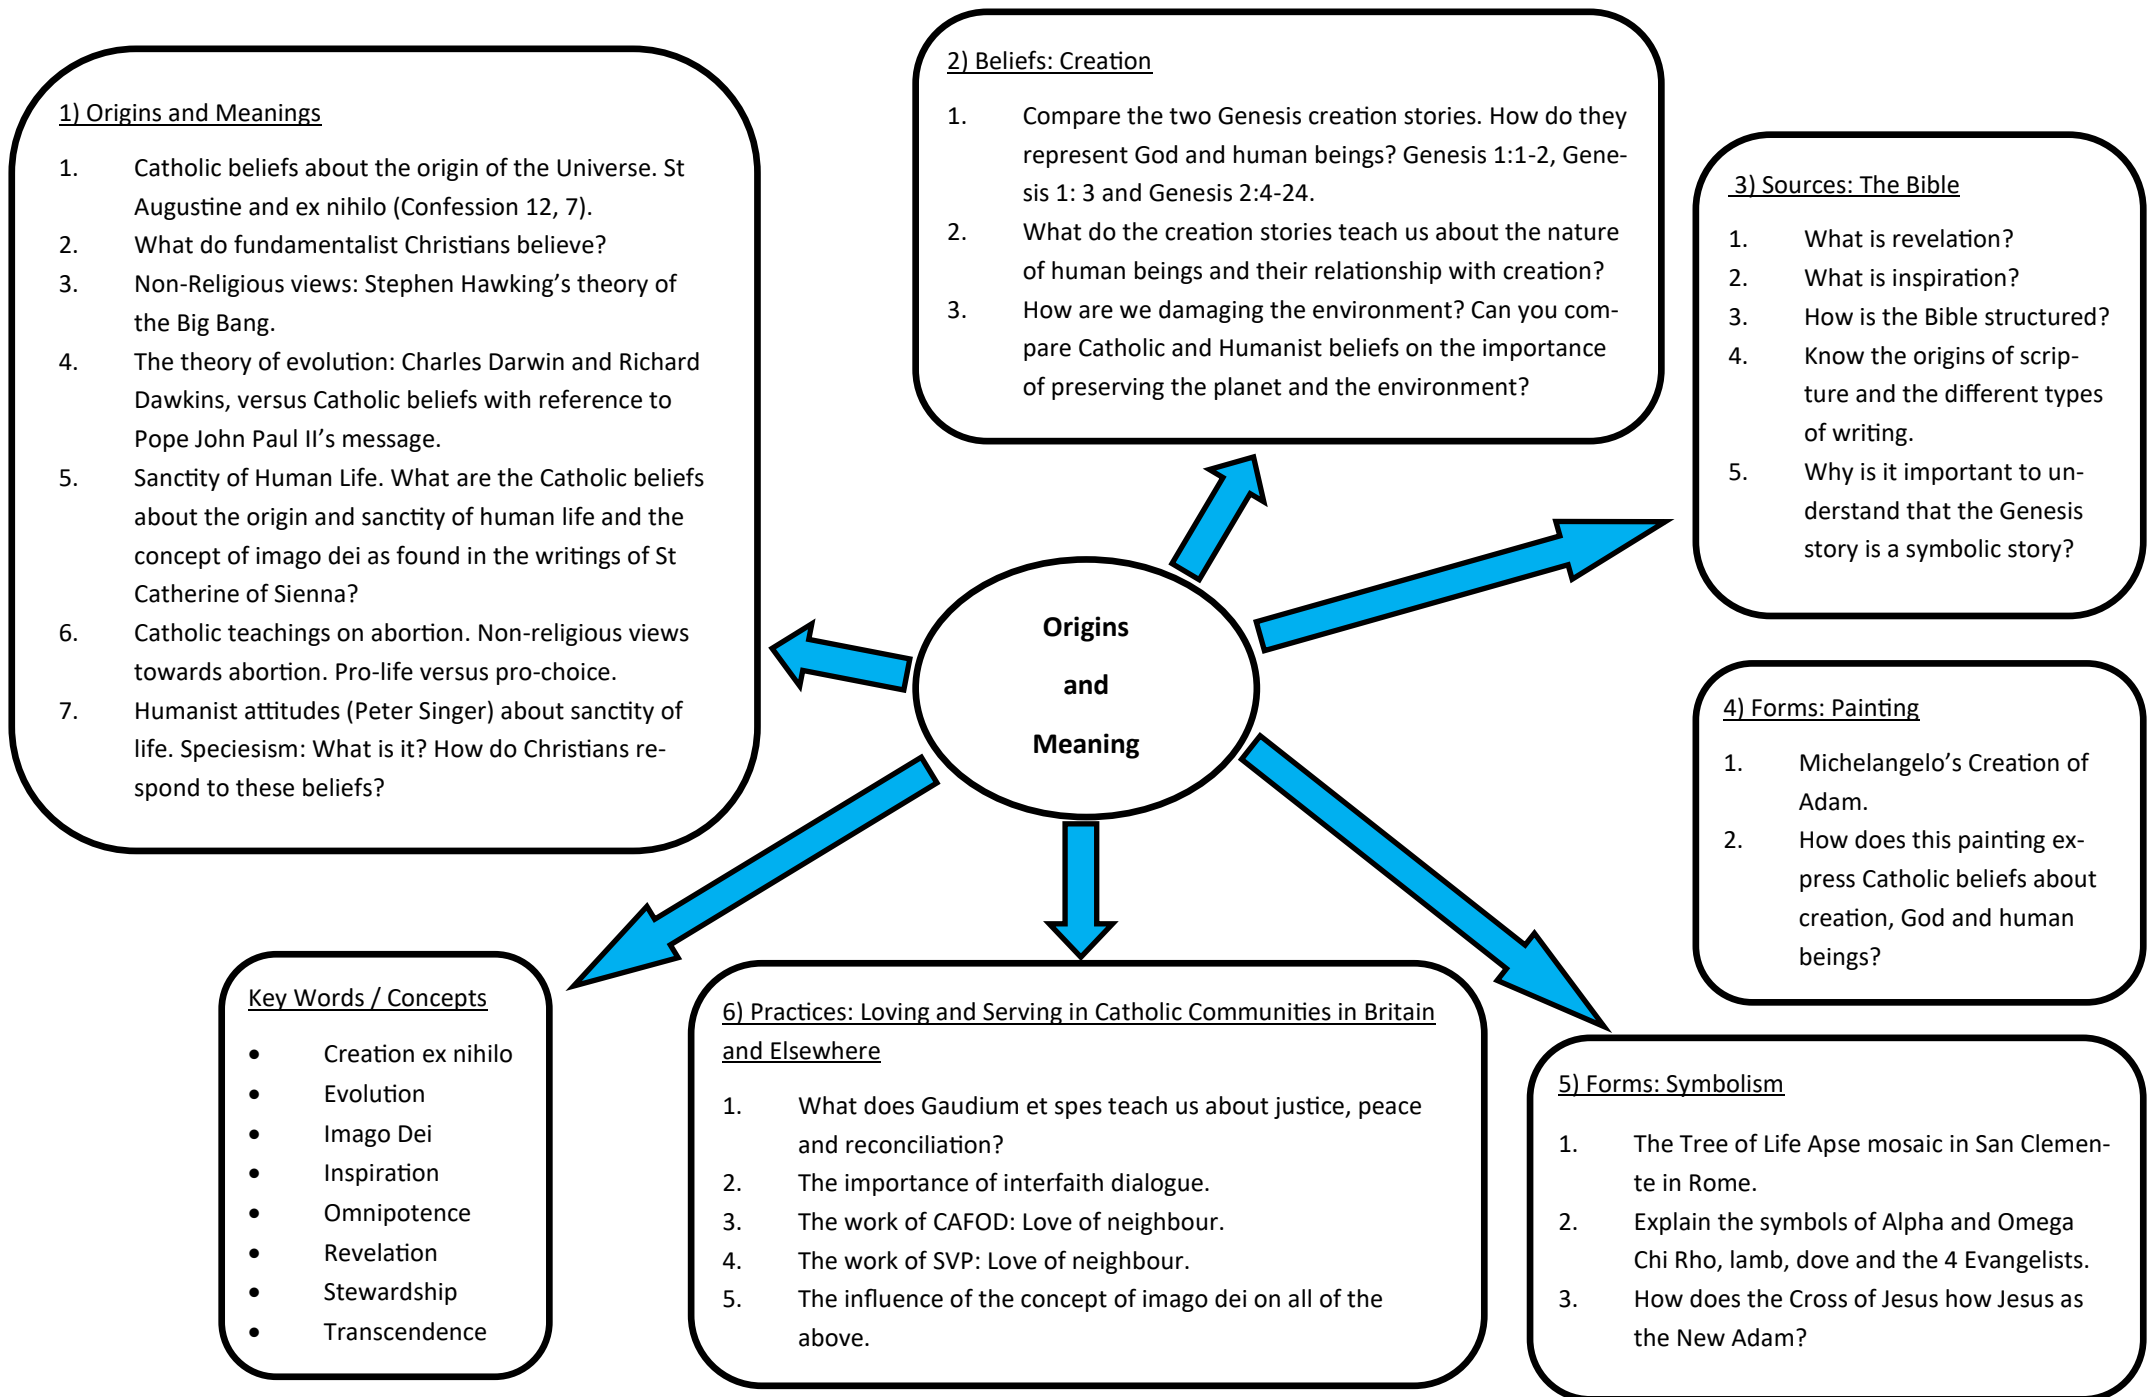 1) Origins and Meanings
1. Catholic beliefs about the origin of the Universe. St
Augustine and ex nihilo (Confession 12, 7).
2. What do fundamentalist Christians believe?
3. Non-Religious views: Stephen Hawking’s theory of
the Big Bang.
4. The theory of evolution: Charles Darwin and Richard
Dawkins, versus Catholic beliefs with reference to
Pope John Paul II’s message.
5. Sanctity of Human Life. What are the Catholic beliefs
about the origin and sanctity of human life and the
concept of imago dei as found in the writings of St
Catherine of Sienna?
6. Catholic teachings on abortion. Non-religious views
towards abortion. Pro-life versus pro-choice.
7. Humanist attitudes (Peter Singer) about sanctity of
life. Speciesism: What is it? How do Christians re-
spond to these beliefs?
2) Beliefs: Creation
1. Compare the two Genesis creation stories. How do they
represent God and human beings? Genesis 1:1-2, Gene-
sis 1: 3 and Genesis 2:4-24.
2. What do the creation stories teach us about the nature
of human beings and their relationship with creation?
3. How are we damaging the environment? Can you com-
pare Catholic and Humanist beliefs on the importance
of preserving the planet and the environment?
3) Sources: The Bible
1. What is revelation?
2. What is inspiration?
3. How is the Bible structured?
4. Know the origins of scrip-
ture and the different types
of writing.
5. Why is it important to un-
derstand that the Genesis
story is a symbolic story?
Origins
and
Meaning
4) Forms: Painting
1. Michelangelo’s Creation of
Adam.
2. How does this painting ex-
press Catholic beliefs about
creation, God and human
beings?
Key Words / Concepts
• Creation ex nihilo
• Evolution
• Imago Dei
• Inspiration
• Omnipotence
• Revelation
• Stewardship
• Transcendence
6) Practices: Loving and Serving in Catholic Communities in Britain
and Elsewhere
1. What does Gaudium et spes teach us about justice, peace
and reconciliation?
2. The importance of interfaith dialogue.
3. The work of CAFOD: Love of neighbour.
4. The work of SVP: Love of neighbour.
5. The influence of the concept of imago dei on all of the
above.
5) Forms: Symbolism
1. The Tree of Life Apse mosaic in San Clemen-
te in Rome.
2. Explain the symbols of Alpha and Omega
Chi Rho, lamb, dove and the 4 Evangelists.
3. How does the Cross of Jesus how Jesus as
the New Adam?